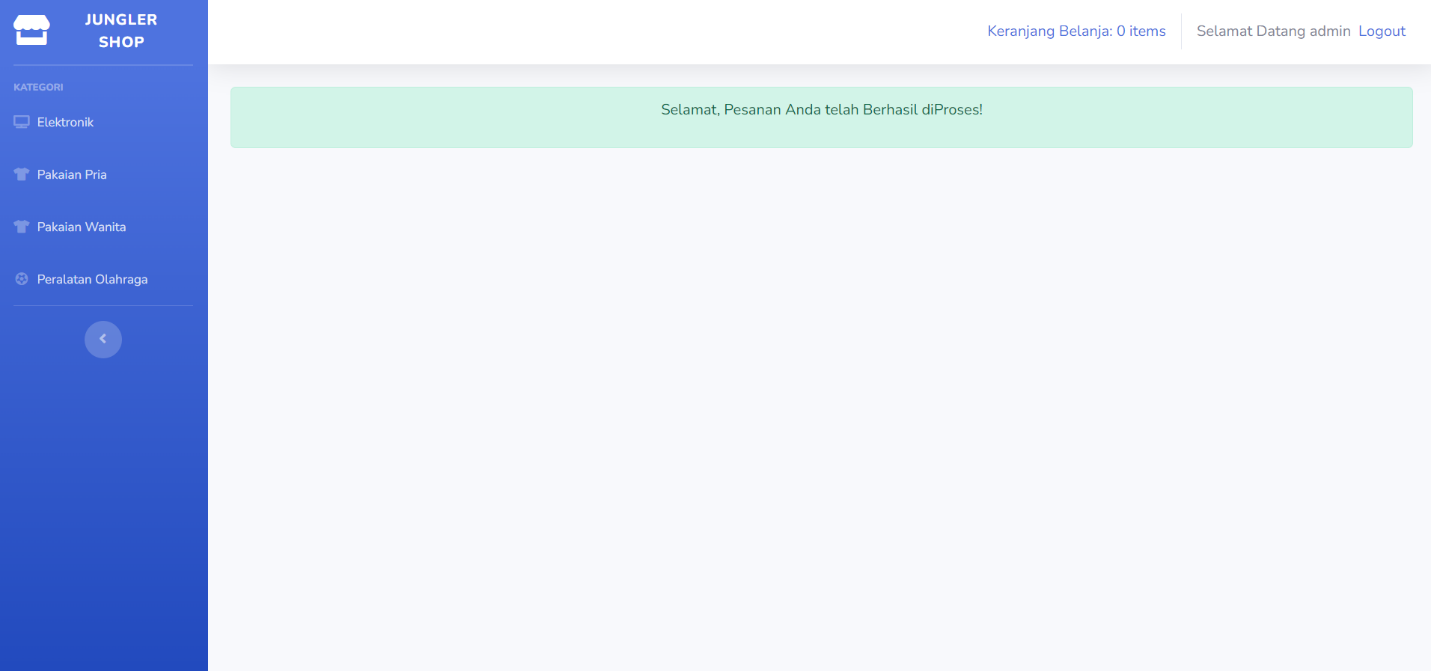 JUNGLER
SHOP
KATEGORI
Elektronik
Pakaian Pria
Pakaian Wanita
Peralatan Olahraga
Keranjang Belanja: 0 items
Selamat Datang admin Logout
Selamat, Pesanan Anda telah Berhasil diProses!